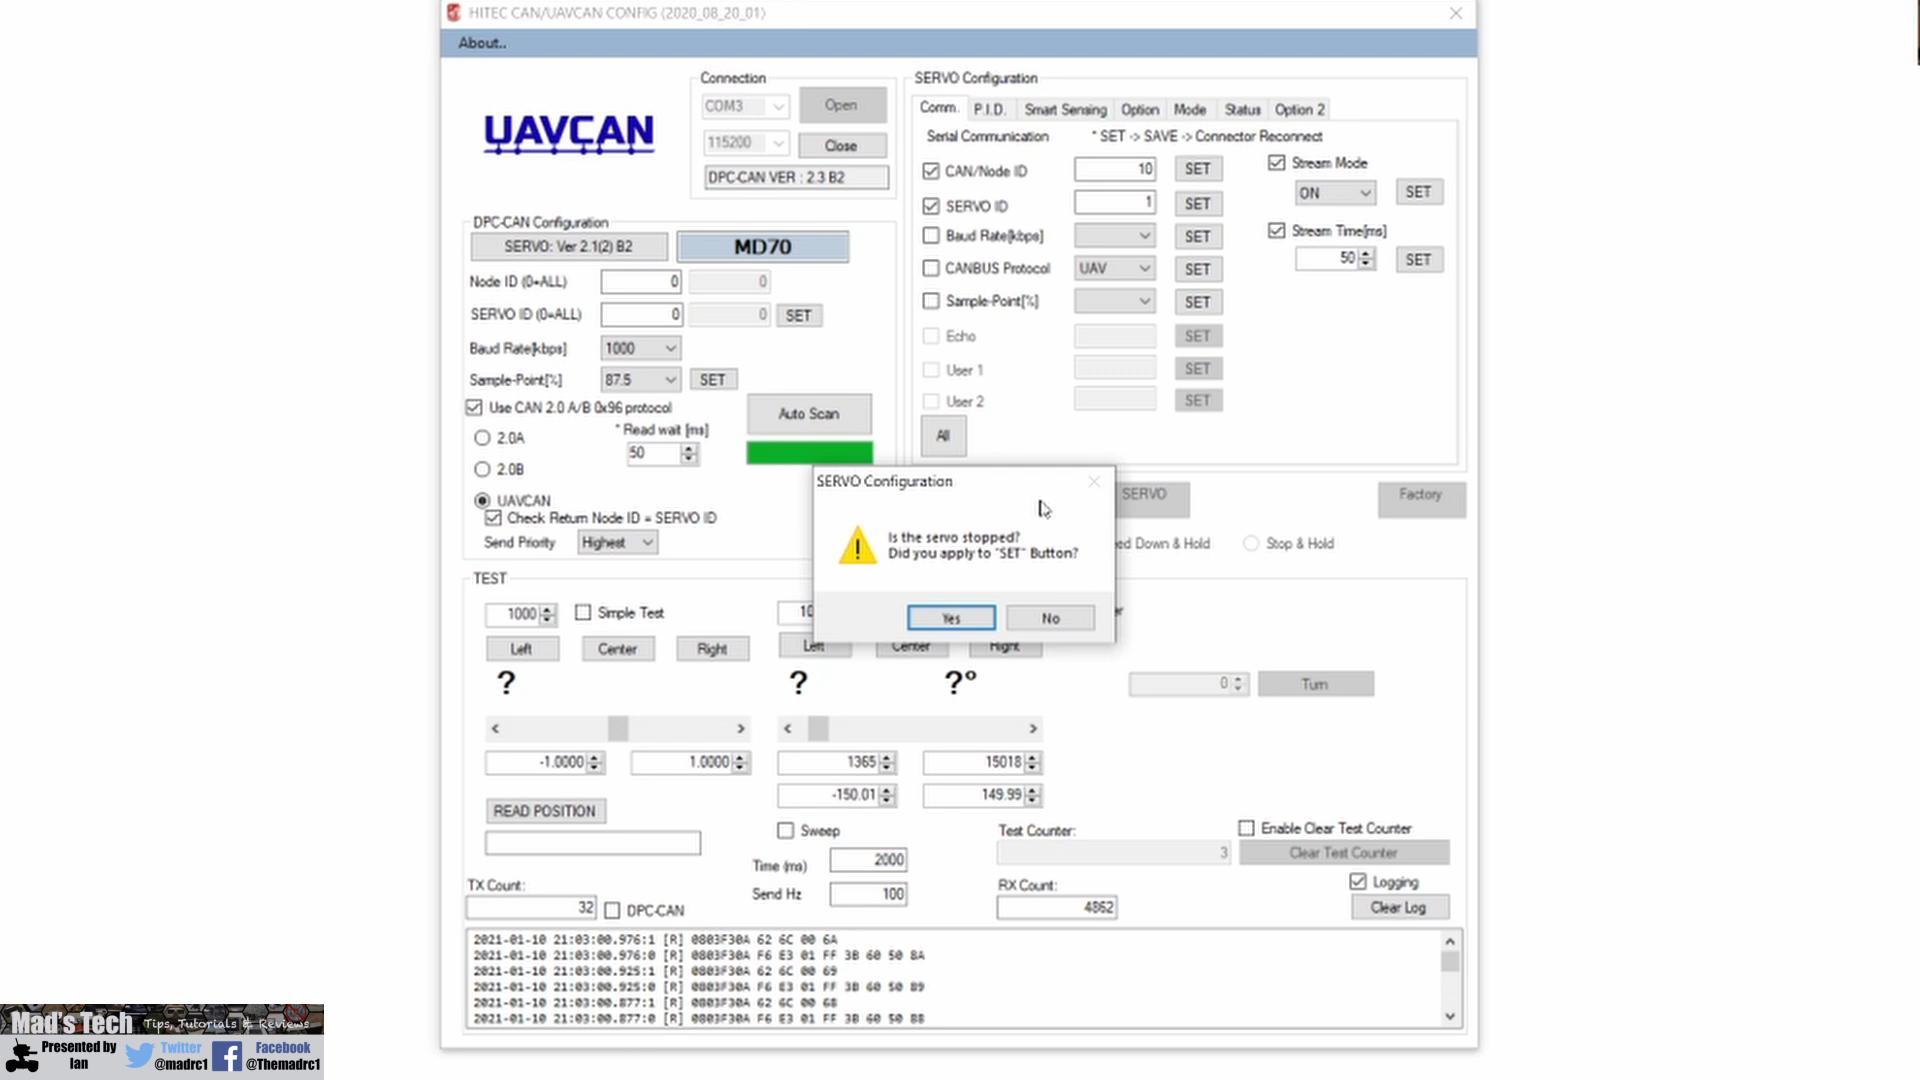 HITEC CAN/UAVCAN CONFIG (2020_08_20_01)
About..
UAVCAN
Connection
COM3
Open
115200
Close
DPC-CAN VER : 2.3 B2
DPC-CAN Configuration
SERVO: Ver 2.1(2) B2
MD70
Node ID (0=ALL)
0
0
SERVO ID (0=ALL)
0
0
SET
Baud Rate[kbps]
1000
Sample-Point[%]
87.5
SET
Use CAN 2.0 A/B 0x96 protocol
2.0A
* Read wait [ms]
50
Auto Scan
2.0B
UAVCAN
Check Return Node ID = SERVO ID
Send Priority
Highest
SERVO Configuration
Comm.
P.I.D.
Smart Sensing
Option
Mode
Status
Option 2
Serial Communication
* SET -> SAVE -> Connector Reconnect
CAN/Node ID
10
SET
SERVO ID
1
SET
Baud Rate[kbps]
SET
CANBUS Protocol
UAV
SET
Sample-Point[%]
SET
Echo
SET
User 1
SET
User 2
SET
All
Stream Mode
ON
SET
Stream Time[ms]
50
SET
SERVO
Factory
ed Down & Hold
Stop & Hold
SERVO Configuration
Is the servo stopped?
Did you apply to "SET" Button?
Yes
No
TEST
1000
Simple Test
10
Left
Center
Right
Left
Center
Right
?
?
?°
0
Turn
<
>
<
>
-1.0000
1.0000
1365
15018
-150.01
149.99
READ POSITION
Sweep
Time (ms)
2000
Send Hz
100
Test Counter:
3
Enable Clear Test Counter
Clear Test Counter
TX Count:
32
DPC-CAN
RX Count:
4862
Logging
Clear Log
2021-01-10 21:03:00.976:1 [R] 0803F30A 62 6C 00 6A
2021-01-10 21:03:00.976:0 [R] 0803F30A F6 E3 01 FF 3B 60 50 8A
2021-01-10 21:03:00.925:1 [R] 0803F30A 62 6C 00 69
2021-01-10 21:03:00.925:0 [R] 0803F30A F6 E3 01 FF 3B 60 50 89
2021-01-10 21:03:00.877:1 [R] 0803F30A 62 6C 00 68
2021-01-10 21:03:00.877:0 [R] 0803F30A F6 E3 01 FF 3B 60 50 88
Mad's Tech Tips, Tutorials & Reviews
Presented by
Ian
Twitter
@madrc1
Facebook
@Themadrc1